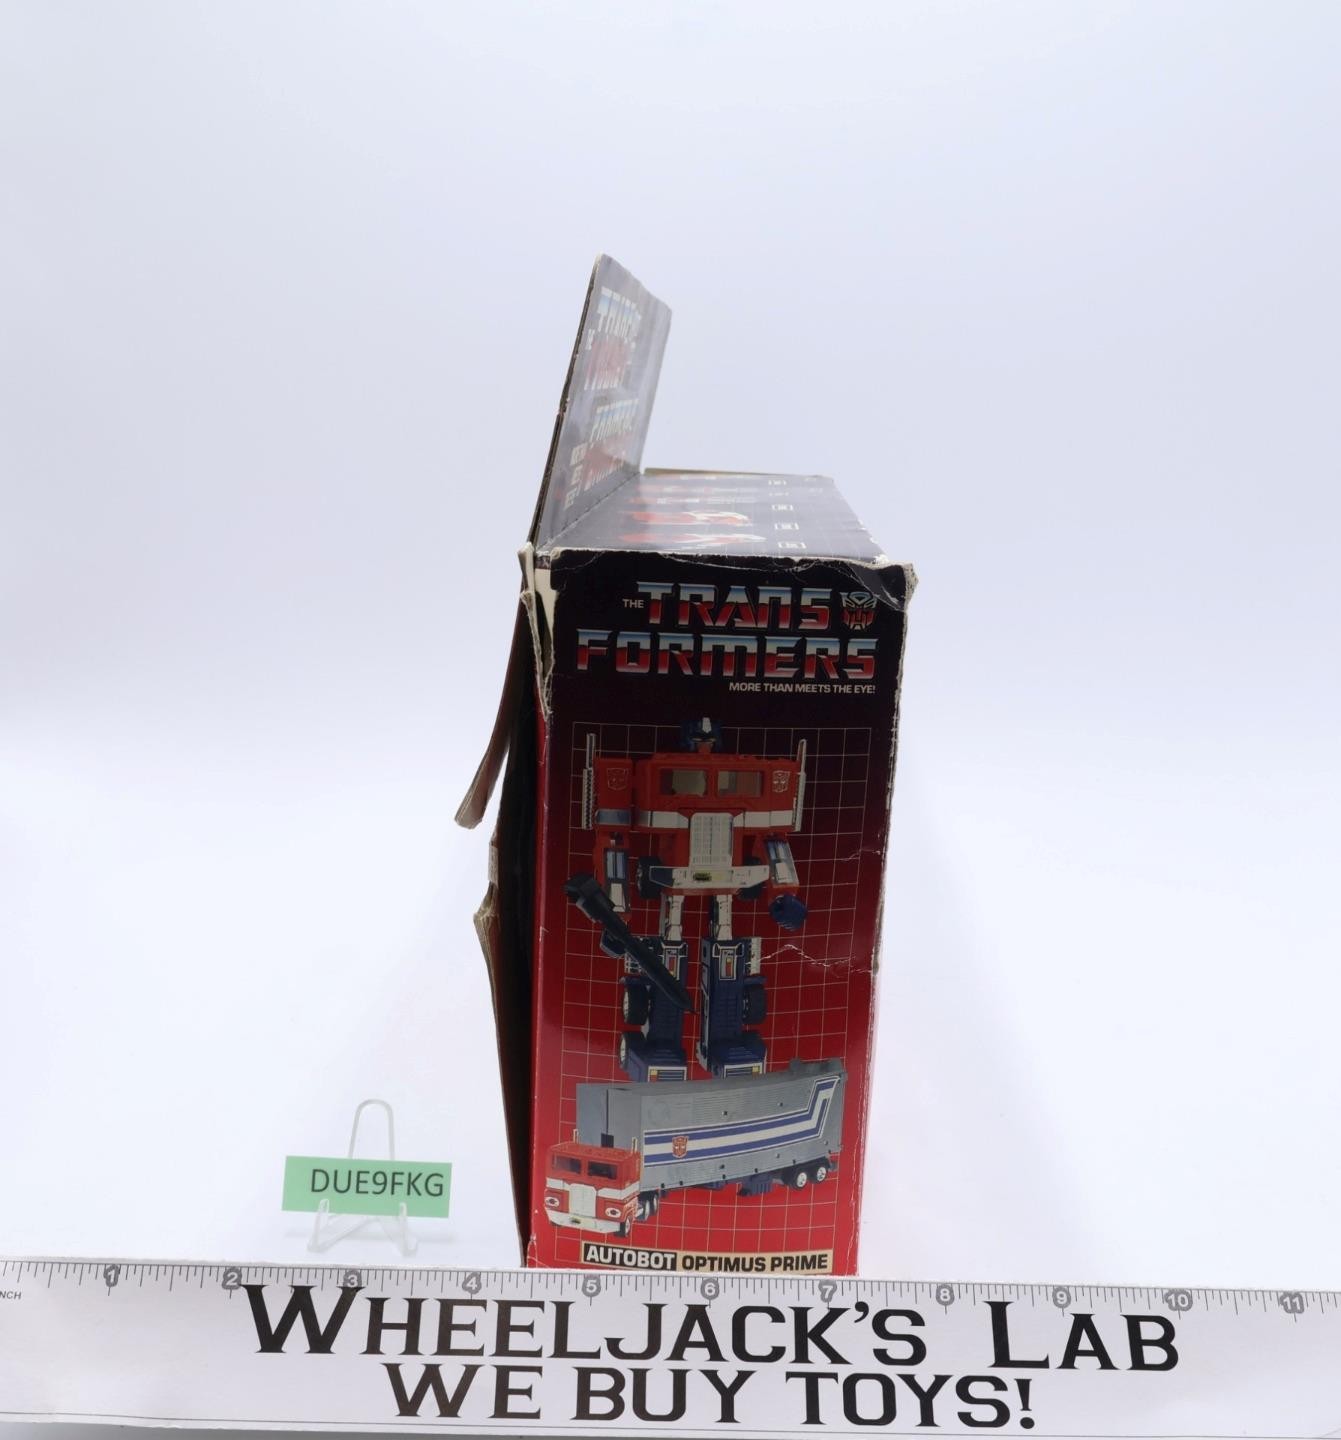 THE TRANS
FORMERS
MORE THAN MEETS THE EYE!
DUE9FKG
AUTOBOT OPTIMUS PRIME
1 2 3 4 5 6 7 8 9 10 11
NCH
WHEELJACK'S LAB
WE BUY TOYS!